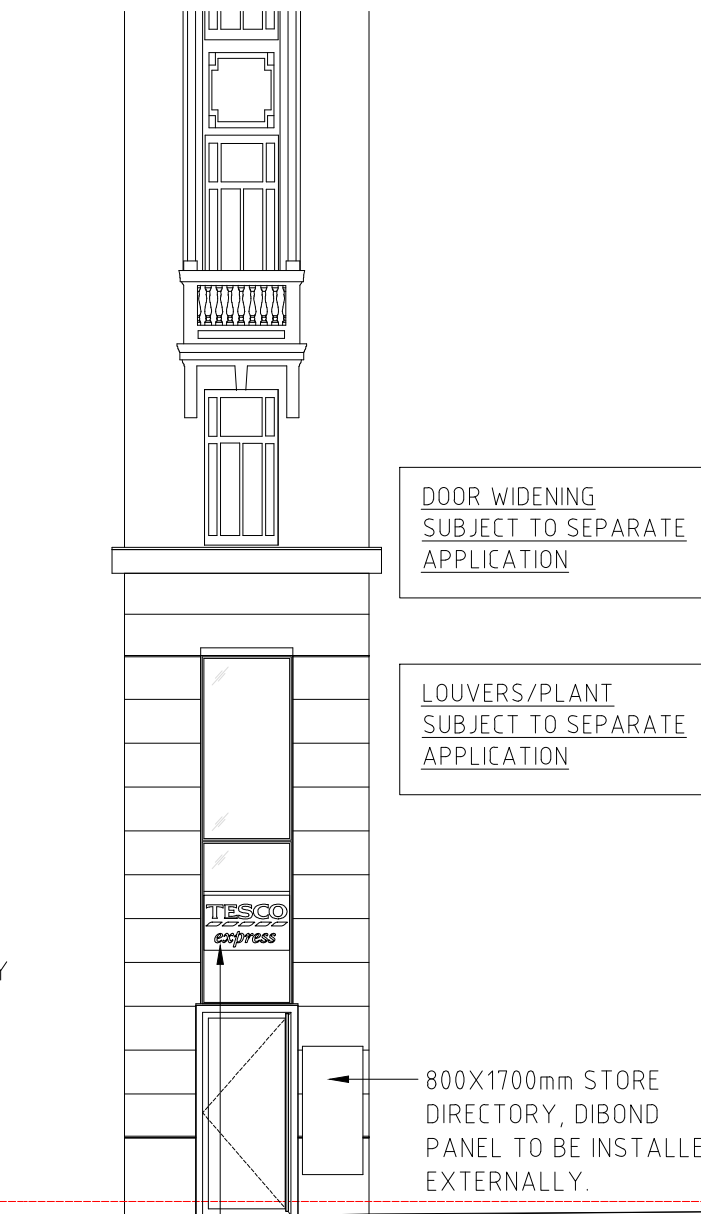 DOOR WIDENING
SUBJECT TO SEPARATE
APPLICATION
LOUVERS/PLANT
SUBJECT TO SEPARATE
APPLICATION
TESCO
express
Y
800X1700mm STORE
DIRECTORY, DIBOND
PANEL TO BE INSTALLE
EXTERNALLY.